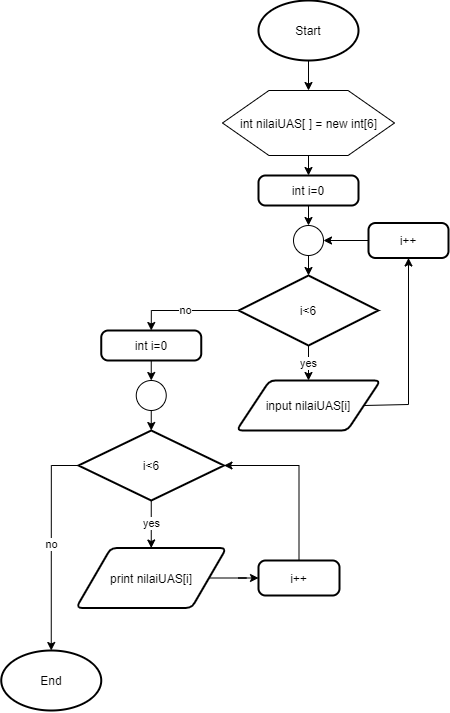 Start
int nilaiUAS[ ] = new int[6]
int i=0
i++
i<6
no
yes
int i=0
input nilaiUAS[i]
i<6
yes
no
print nilaiUAS[i]
i++
End